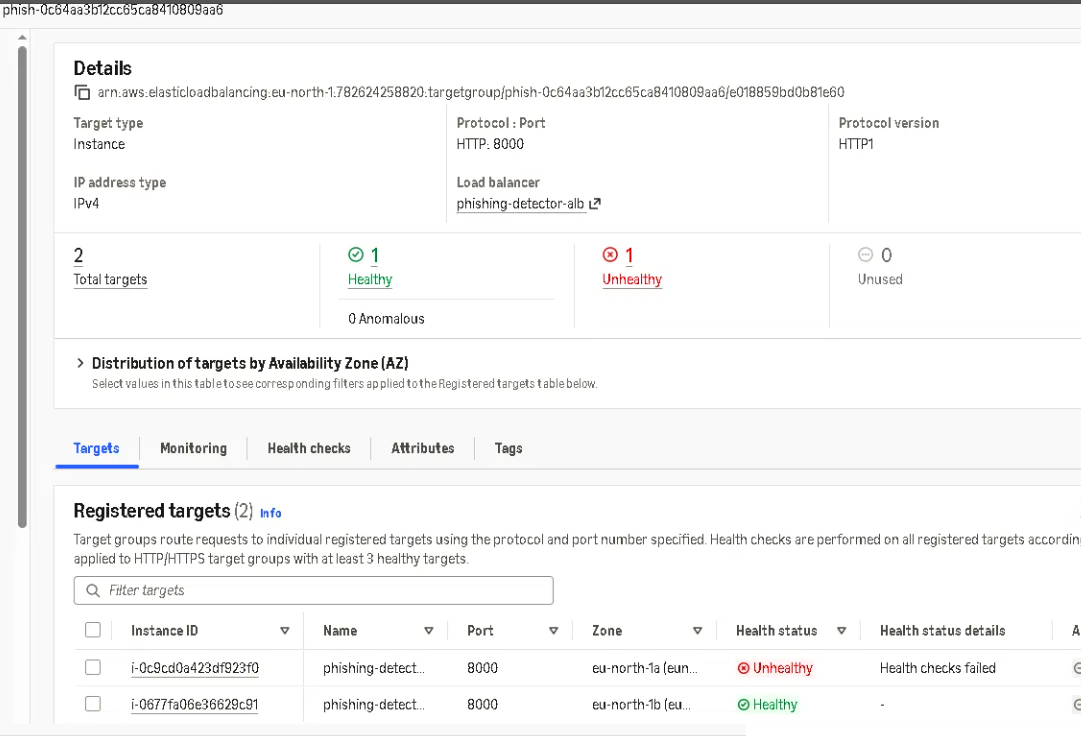 phish-0c64aa3b12cc65ca8410809aa6
Details
arn:aws:elasticloadbalancing:eu-north-1:782624258820:targetgroup/phish-0c64aa3b12cc65ca8410809aa6/e018859bd0b81e60
Target type
Instance
Protocol : Port
HTTP: 8000
Protocol version
HTTP1
IP address type
IPv4
Load balancer
phishing-detector-alb
2
Total targets
1
Healthy
0 Anomalous
1
Unhealthy
0
Unused
Distribution of targets by Availability Zone (AZ)
Select values in this table to see corresponding filters applied to the Registered targets table below.
Targets Monitoring Health checks Attributes Tags
Registered targets (2) Info
Target groups route requests to individual registered targets using the protocol and port number specified. Health checks are performed on all registered targets accordin
applied to HTTP/HTTPS target groups with at least 3 healthy targets.
Filter targets
Instance ID Name Port Zone Health status Health status details A
i-0c9cd0a423df923f0 phishing-detect... 8000 eu-north-1a (eun... Unhealthy Health checks failed
i-0677fa06e36629c91 phishing-detect... 8000 eu-north-1b (eu... Healthy -